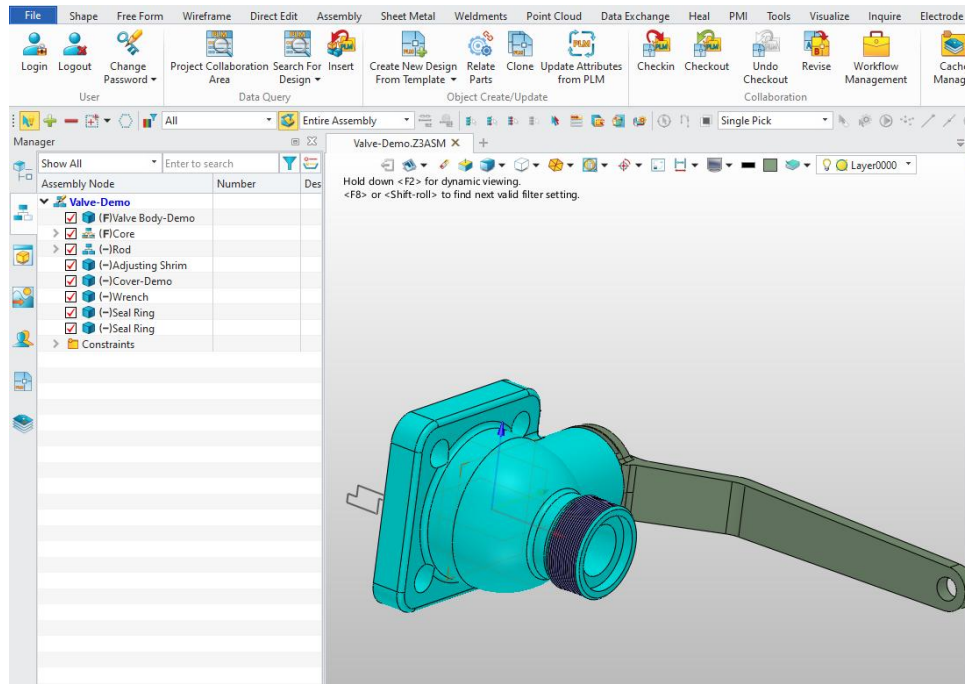 File Shape Free Form Wireframe Direct Edit Assembly Sheet Metal Weldments Point Cloud Data Exchange Heal PMI Tools Visualize Inquire Electrode
Login Logout Change Project Collaboration Search For Insert Create New Design Relate Clone Update Attributes Checkin Checkout Undo Revise Workflow Cache
Password Area Design From Template Parts from PLM Checkout Management Manag
User Data Query Object Create/Update Collaboration
All Entire Assembly Single Pick
Manager Valve-Demo.Z3ASM
Show All Enter to search Layer0000
Assembly Node Number Des
Hold down <F2> for dynamic viewing.
<F8> or <Shift-roll> to find next valid filter setting.
Valve-Demo
(F)Valve Body-Demo
(F)Core
(-)Rod
(-)Adjusting Shrim
(-)Cover-Demo
(-)Wrench
(-)Seal Ring
(-)Seal Ring
Constraints